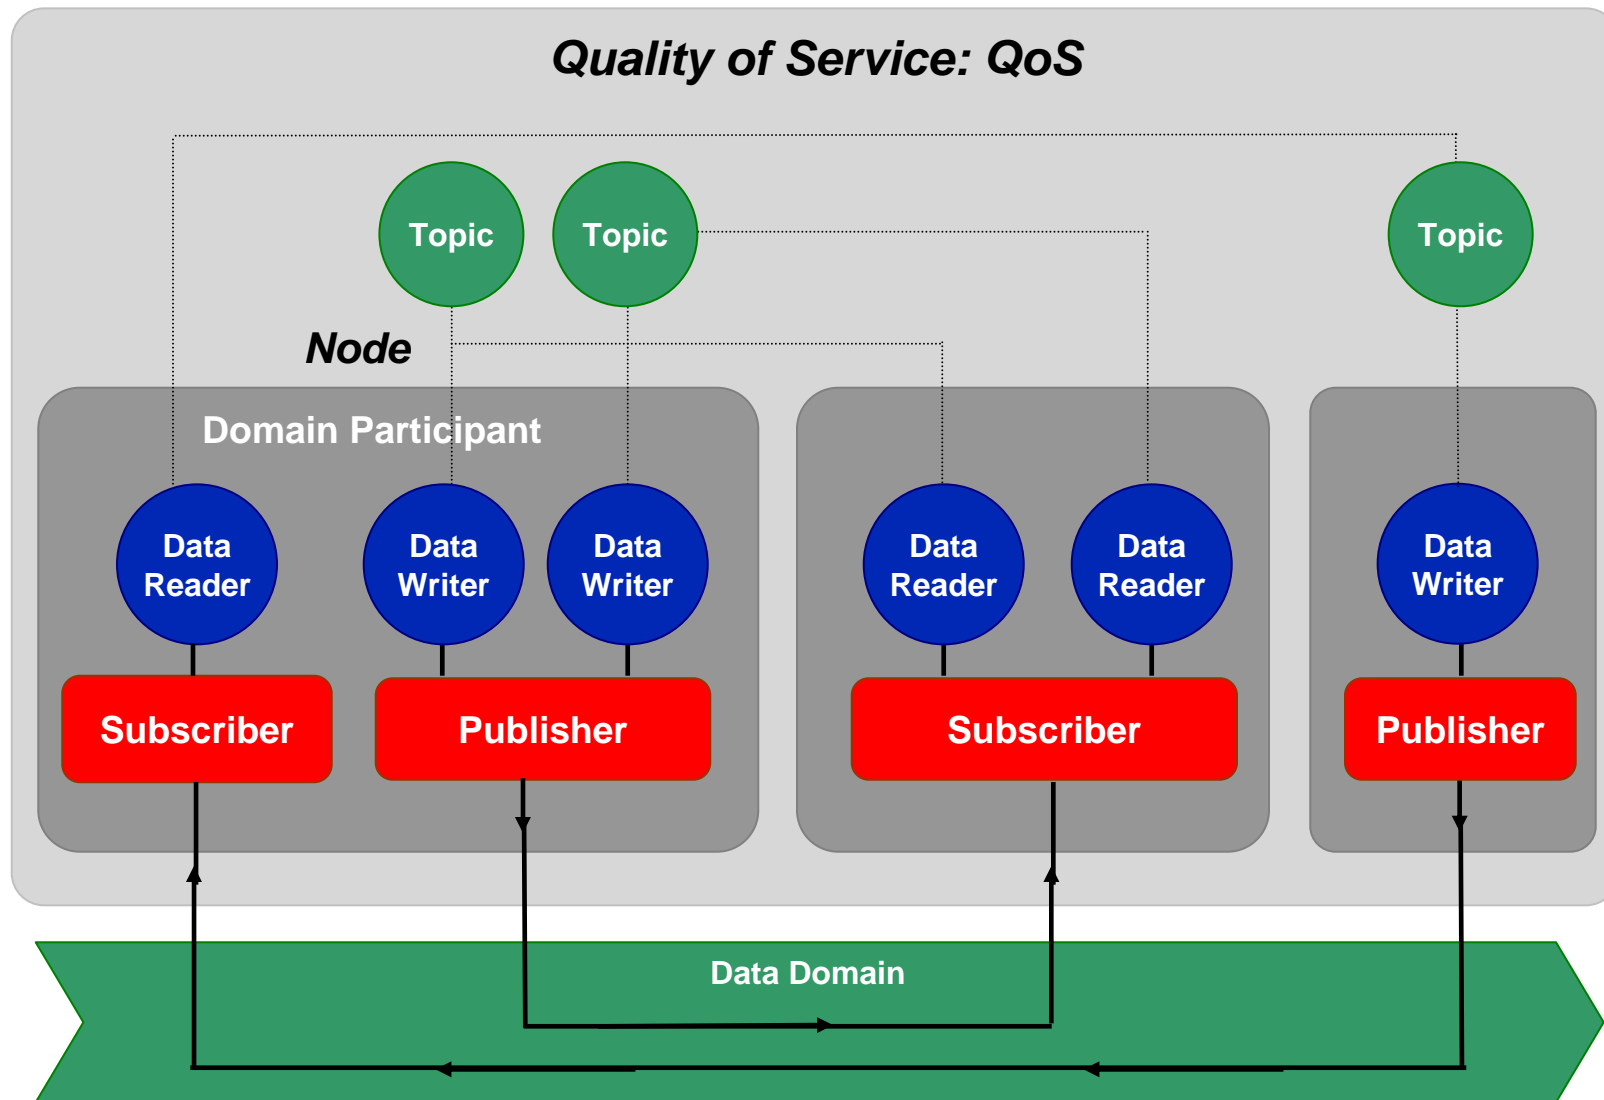 Quality of Service: QoS
Topic
Topic
Topic
Node
Domain Participant
Data
Reader
Data
Writer
Data
Writer
Data
Reader
Data
Reader
Data
Writer
Subscriber
Publisher
Subscriber
Publisher
Data Domain